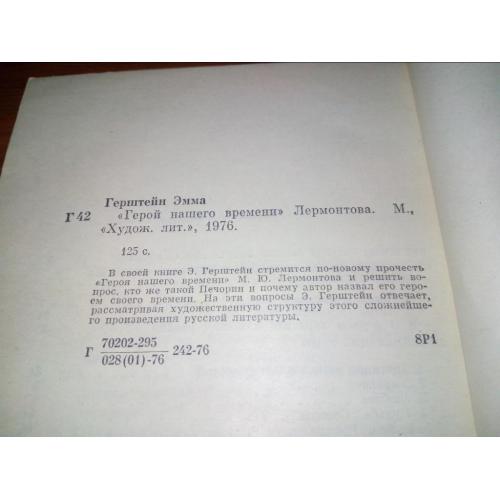 Герштейн Эмма
Г 42
«Герой нашего времени» Лермонтова. М.,
«Худож. лит.», 1976.
125 с.
В своей книге Э. Герштейн стремится по-новому прочесть
«Героя нашего времени» М. Ю. Лермонтова и решить во-
прос, кто же такой Печорин и почему автор назвал его геро-
ем своего времени. На эти вопросы Э. Герштейн отвечает,
рассматривая художественную структуру этого сложнейше-
го произведения русской литературы.
70202-295
Г 242-76 8Р1
028(01)-76